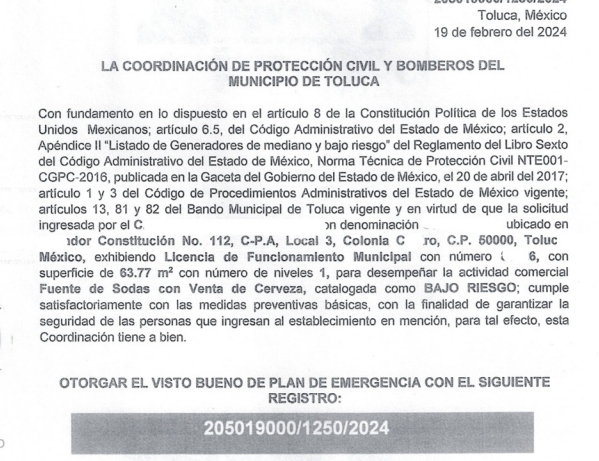 205019000/1250/2024
Toluca, México
19 de febrero del 2024
LA COORDINACIÓN DE PROTECCIÓN CIVIL Y BOMBEROS DEL
MUNICIPIO DE TOLUCA
Con fundamento en lo dispuesto en el artículo 8 de la Constitución Política de los Estados
Unidos Mexicanos; artículo 6.5, del Código Administrativo del Estado de México; artículo 2,
Apéndice II "Listado de Generadores de mediano y bajo riesgo" del Reglamento del Libro Sexto
del Código Administrativo del Estado de México, Norma Técnica de Protección Civil NTE001-
CGPC-2016, publicada en la Gaceta del Gobierno del Estado de México, el 20 de abril del 2017;
artículo 1 y 3 del Código de Procedimientos Administrativos del Estado de México vigente;
artículos 13, 81 y 82 del Bando Municipal de Toluca vigente y en virtud de que la solicitud
ingresada por el C. on denominación ubicado en
dor Constitución No. 112, C-P.A, Local 3, Colonia C ro, C.P. 50000, Toluc
México, exhibiendo Licencia de Funcionamiento Municipal con número 6, con
superficie de 63.77 m² con número de niveles 1, para desempeñar la actividad comercial
Fuente de Sodas con Venta de Cerveza, catalogada como BAJO RIESGO; cumple
satisfactoriamente con las medidas preventivas básicas, con la finalidad de garantizar la
seguridad de las personas que ingresan al establecimiento en mención, para tal efecto, esta
Coordinación tiene a bien.
OTORGAR EL VISTO BUENO DE PLAN DE EMERGENCIA CON EL SIGUIENTE
REGISTRO:
205019000/1250/2024